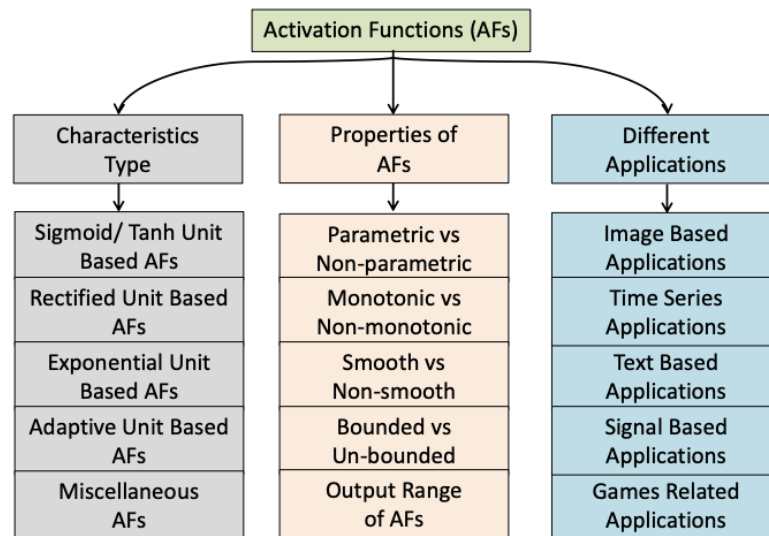 Activation Functions (AFs)
Characteristics
Type
Sigmoid/ Tanh Unit
Based AFs
Rectified Unit Based
AFs
Exponential Unit
Based AFs
Adaptive Unit Based
AFs
Miscellaneous
AFs
Properties of
AFs
Parametric vs
Non-parametric
Monotonic vs
Non-monotonic
Smooth vs
Non-smooth
Bounded vs
Un-bounded
Output Range
of AFs
Different
Applications
Image Based
Applications
Time Series
Applications
Text Based
Applications
Signal Based
Applications
Games Related
Applications